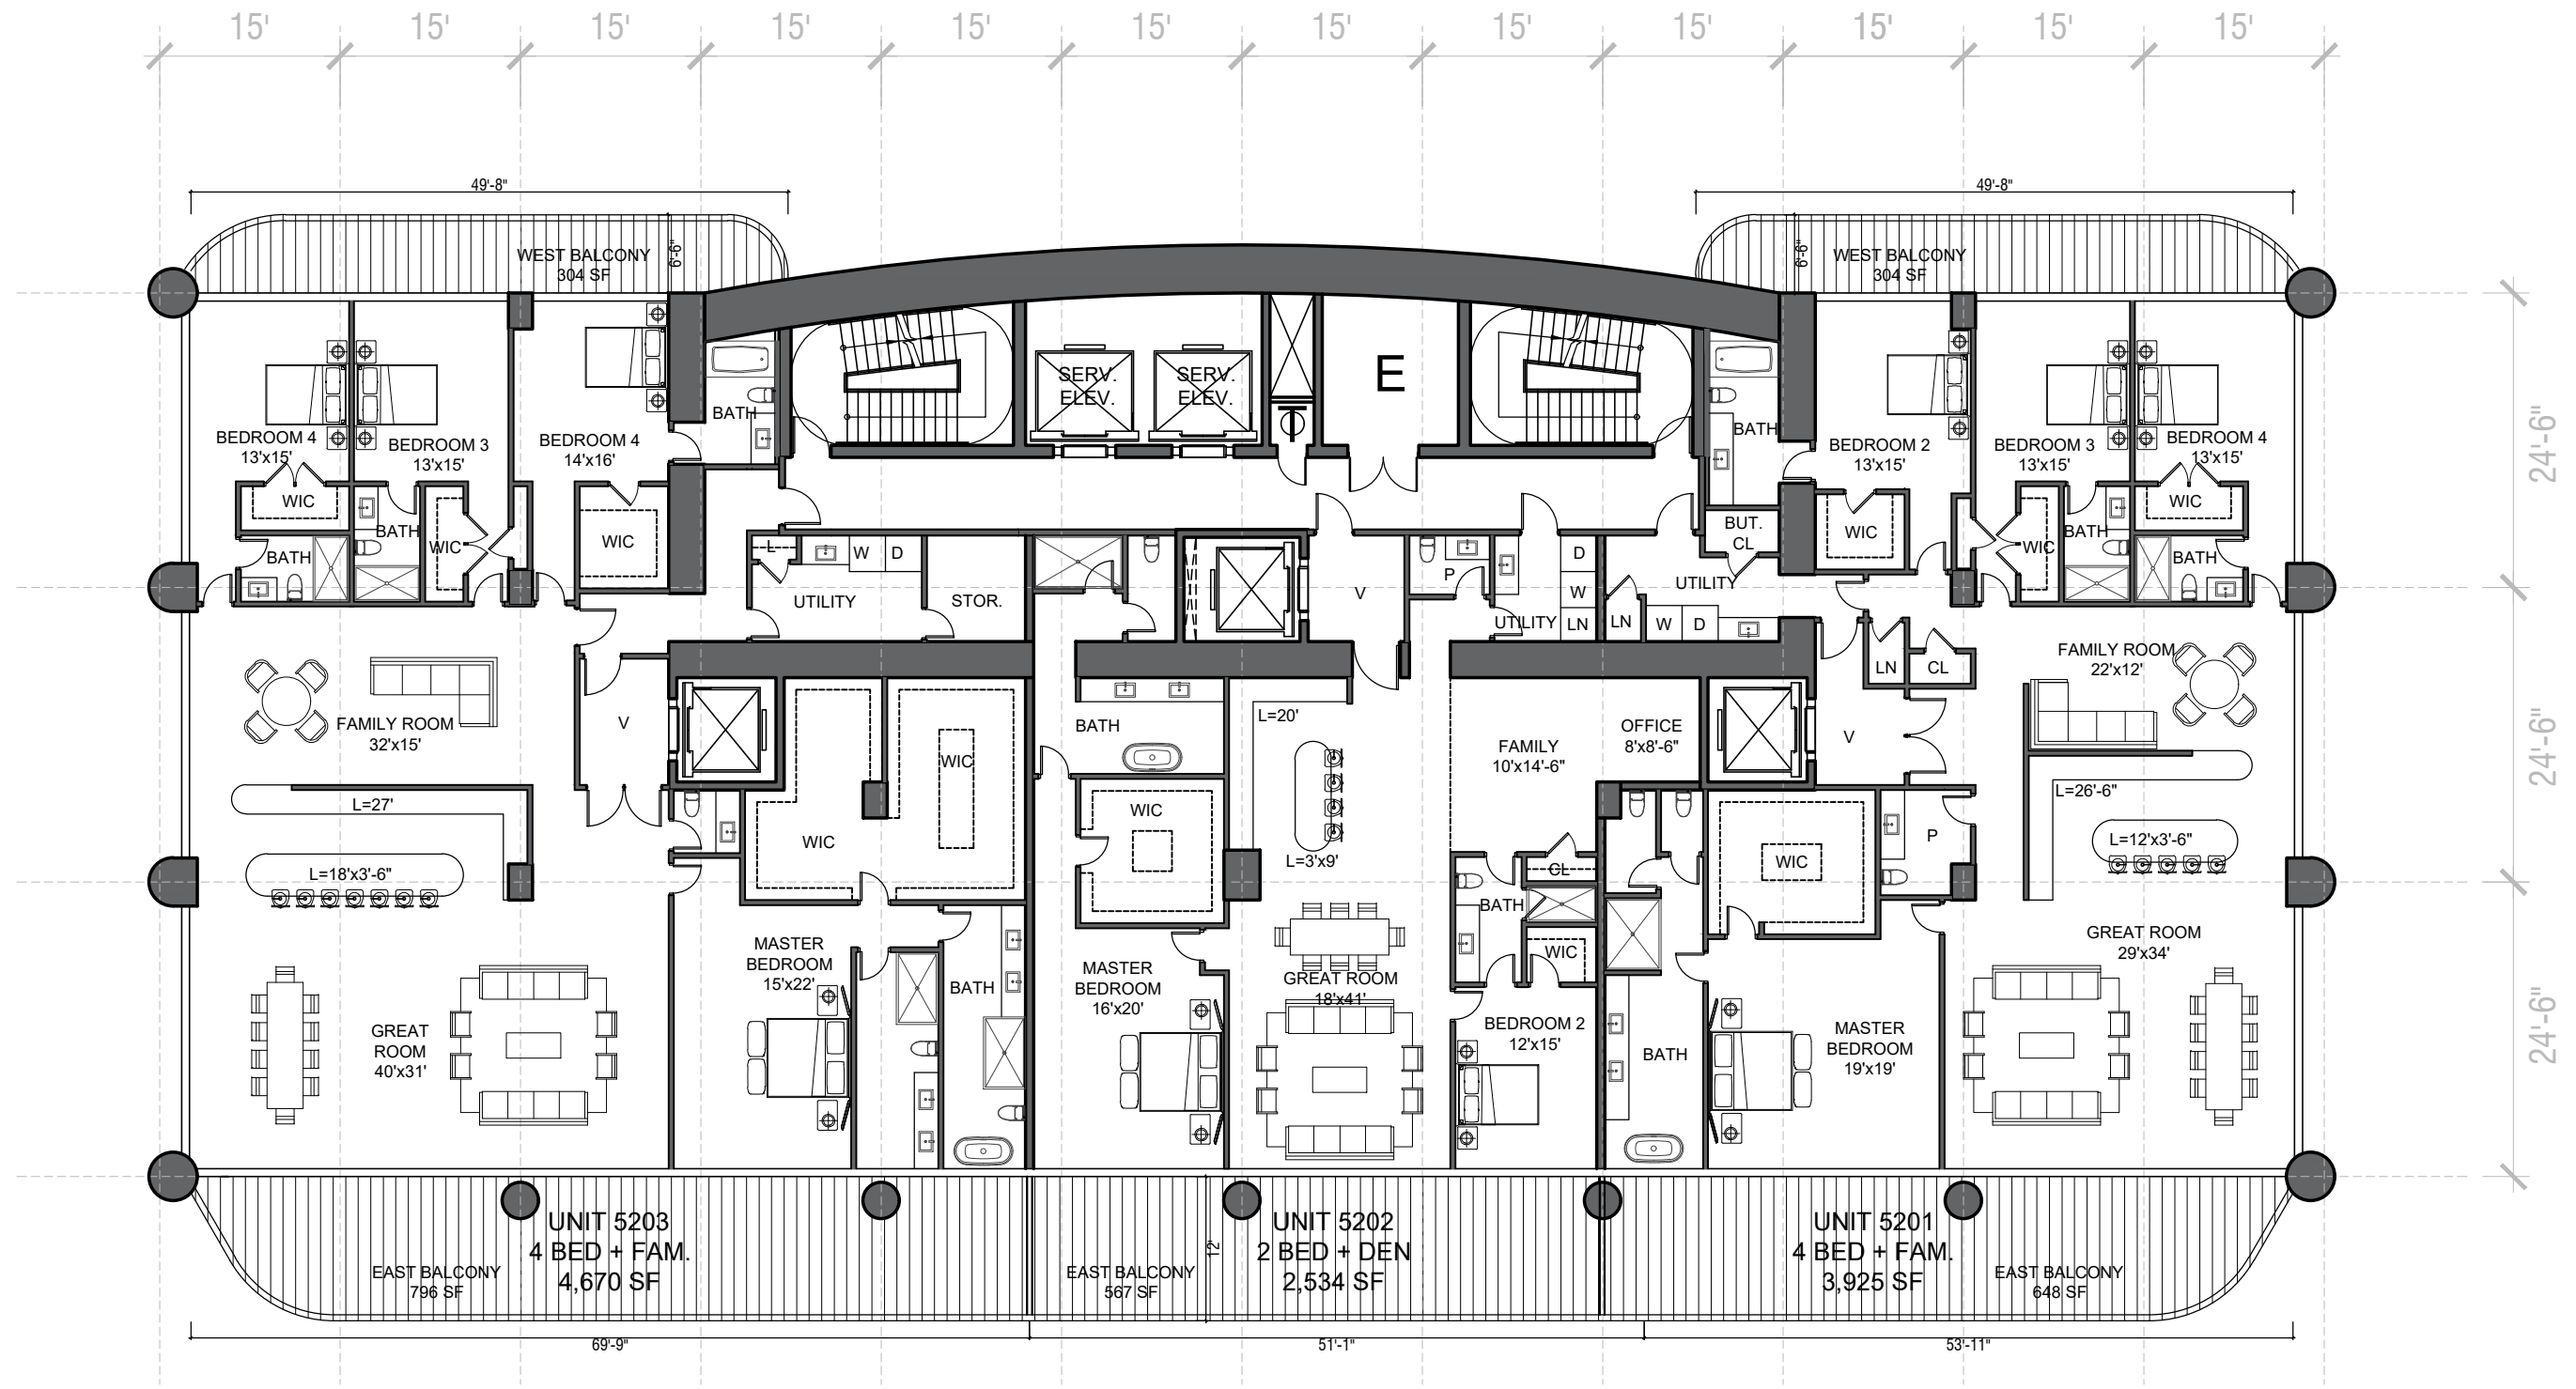 15' 15' 15' 15' 15' 15' 15' 15' 15' 15' 15' 15'
49'-8" 49'-8"
6'-6" 6'-6"
WEST BALCONY
304 SF
WEST BALCONY
304 SF
24'-6"
24'-6"
24'-6"
BEDROOM 4
13'x15'
BEDROOM 3
13'x15'
BEDROOM 4
14'x16'
BATH
SERV.
ELEV.
SERV.
ELEV.
E
BATH
BEDROOM 2
13'x15'
BEDROOM 3
13'x15'
BEDROOM 4
13'x15'
WIC
BATH
BATH
WIC
WIC
L
W D
UTILITY
STOR.
V
P
D
W
LN
UTILITY
BUT.
CL
UTILITY
LN
W D
WIC
WIC
BATH
WIC
BATH
LN
CL
FAMILY ROOM
32'x15'
V
WIC
WIC
BATH
L=20'
FAMILY
10'x14'-6"
OFFICE
8'x8'-6"
V
FAMILY ROOM
22'x12'
L=27'
L=18'x3'-6"
WIC
L=3'x9'
CL
WIC
P
L=26'-6"
L=12'x3'-6"
MASTER
BEDROOM
15'x22'
BATH
MASTER
BEDROOM
16'x20'
GREAT ROOM
18'x41'
BATH
WIC
BEDROOM 2
12'x15'
BATH
MASTER
BEDROOM
19'x19'
GREAT ROOM
29'x34'
GREAT
ROOM
40'x31'
UNIT 5203
4 BED + FAM.
4,670 SF
EAST BALCONY
796 SF
12'
UNIT 5202
2 BED + DEN
2,534 SF
EAST BALCONY
567 SF
UNIT 5201
4 BED + FAM.
3,925 SF
EAST BALCONY
648 SF
69'-9" 51'-1" 53'-11"